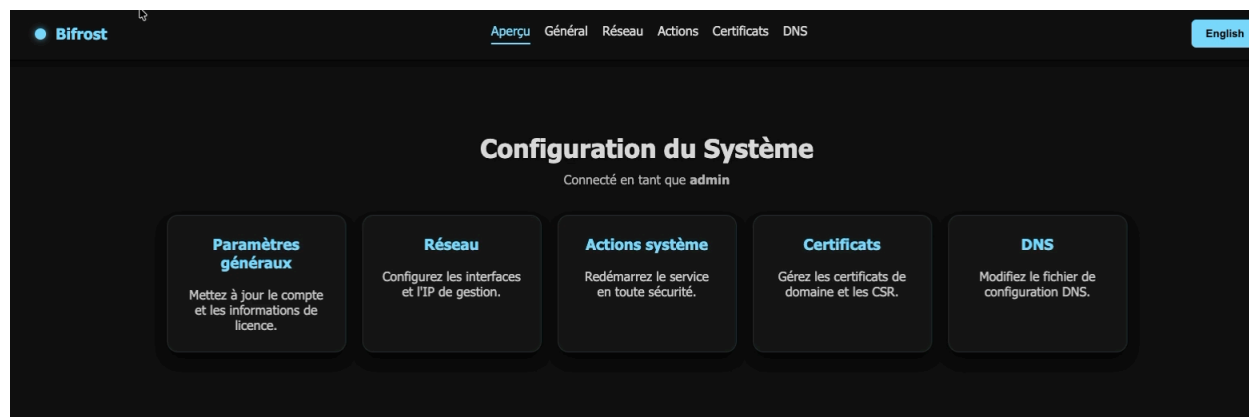 Bifrost
Aperçu Général Réseau Actions Certificats DNS
English
Configuration du Système
Connecté en tant que admin
Paramètres
généraux
Mettez à jour le compte
et les informations de
licence.
Réseau
Configurez les interfaces
et l'IP de gestion.
Actions système
Redémarrez le service
en toute sécurité.
Certificats
Gérez les certificats de
domaine et les CSR.
DNS
Modifiez le fichier de
configuration DNS.